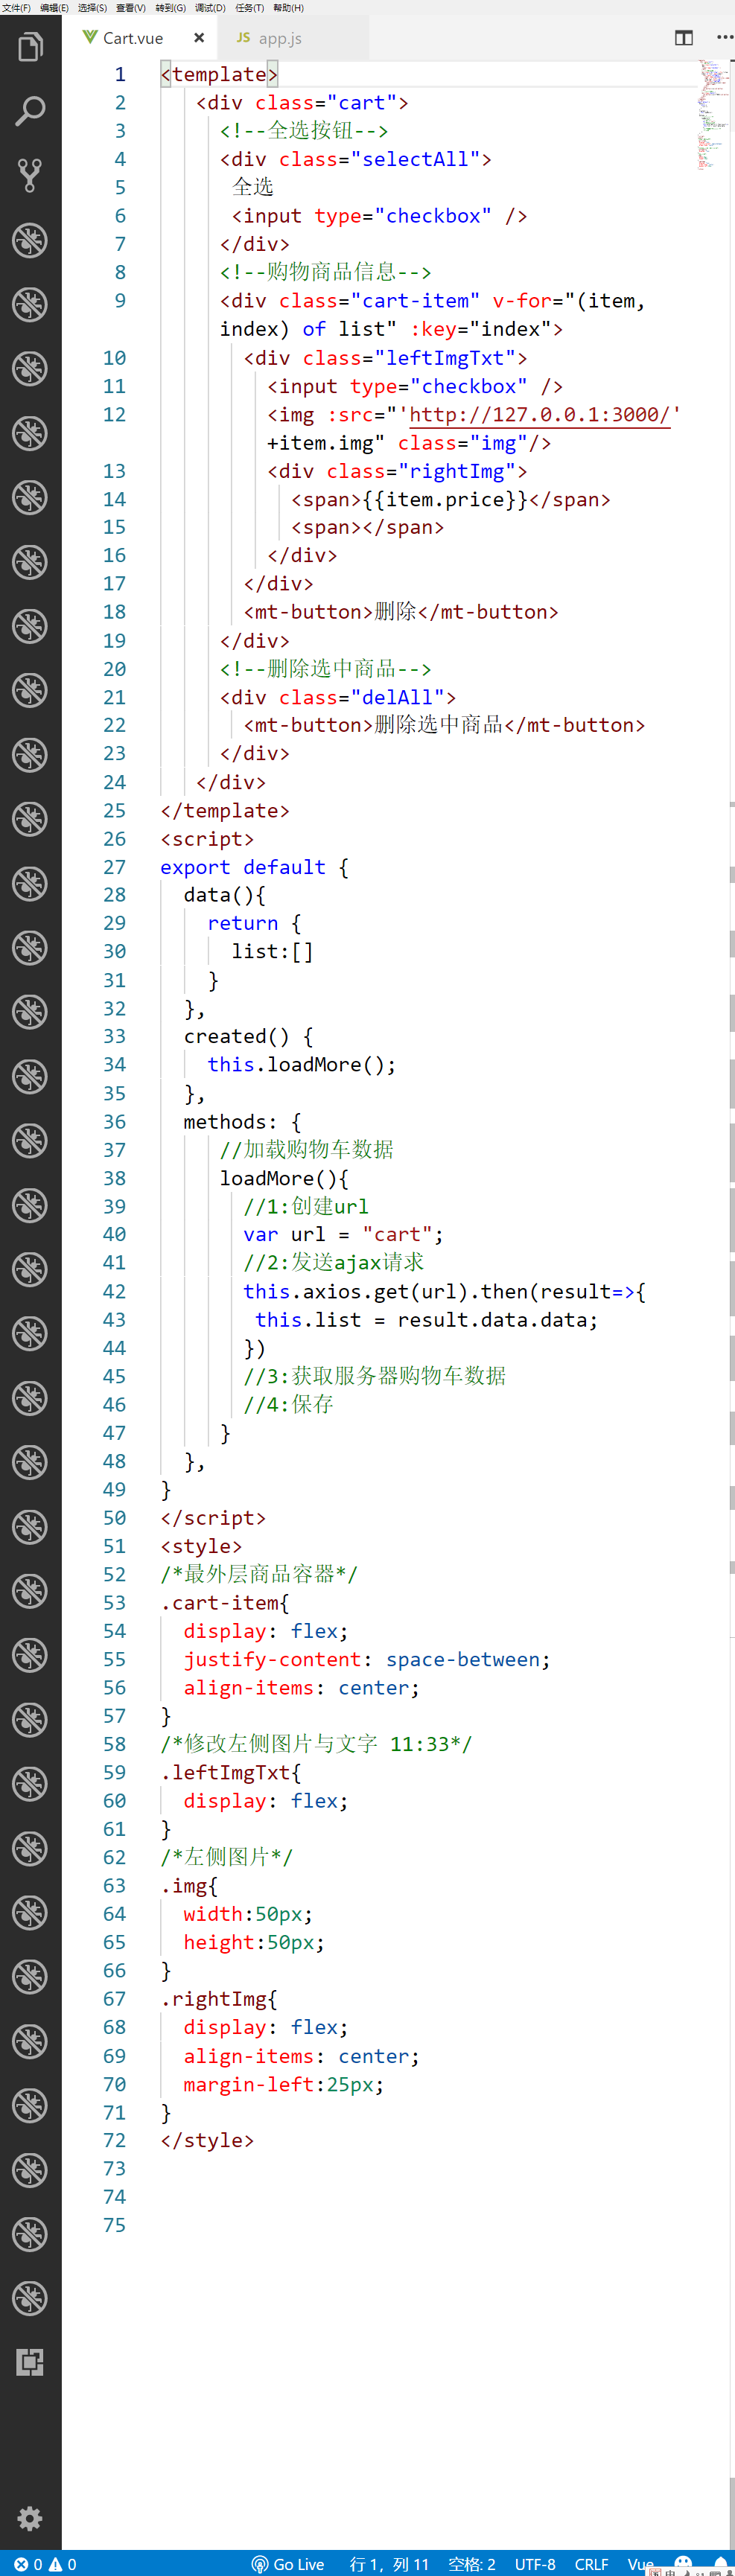 文件(F) 编辑(E) 选择(S) 查看(V) 转到(G) 调试(D) 任务(T) 帮助(H)
Cart.vue
JS app.js
1 <template>
2 <div class="cart">
3 <!--全选按钮-->
4 <div class="selectAll">
5 全选
6 <input type="checkbox" />
7 </div>
8 <!--购物商品信息-->
9 <div class="cart-item" v-for="(item,
index) of list" :key="index">
10 <div class="leftImgTxt">
11 <input type="checkbox" />
12 <img :src="'http://127.0.0.1:3000/'
+item.img" class="img"/>
13 <div class="rightImg">
14 <span>{{item.price}}</span>
15 <span></span>
16 </div>
17 </div>
18 <mt-button>删除</mt-button>
19 </div>
20 <!--删除选中商品-->
21 <div class="delAll">
22 <mt-button>删除选中商品</mt-button>
23 </div>
24 </div>
25 </template>
26 <script>
27 export default {
28 data(){
29 return {
30 list:[]
31 }
32 },
33 created() {
34 this.loadMore();
35 },
36 methods: {
37 //加载购物车数据
38 loadMore(){
39 //1:创建url
40 var url = "cart";
41 //2:发送ajax请求
42 this.axios.get(url).then(result=>{
43 this.list = result.data.data;
44 })
45 //3:获取服务器购物车数据
46 //4:保存
47 }
48 },
49 }
50 </script>
51 <style>
52 /*最外层商品容器*/
53 .cart-item{
54 display: flex;
55 justify-content: space-between;
56 align-items: center;
57 }
58 /*修改左侧图片与文字 11:33*/
59 .leftImgTxt{
60 display: flex;
61 }
62 /*左侧图片*/
63 .img{
64 width:50px;
65 height:50px;
66 }
67 .rightImg{
68 display: flex;
69 align-items: center;
70 margin-left:25px;
71 }
72 </style>
73
74
75
0 0 Go Live 行 1，列 11 空格: 2 UTF-8 CRLF Vue